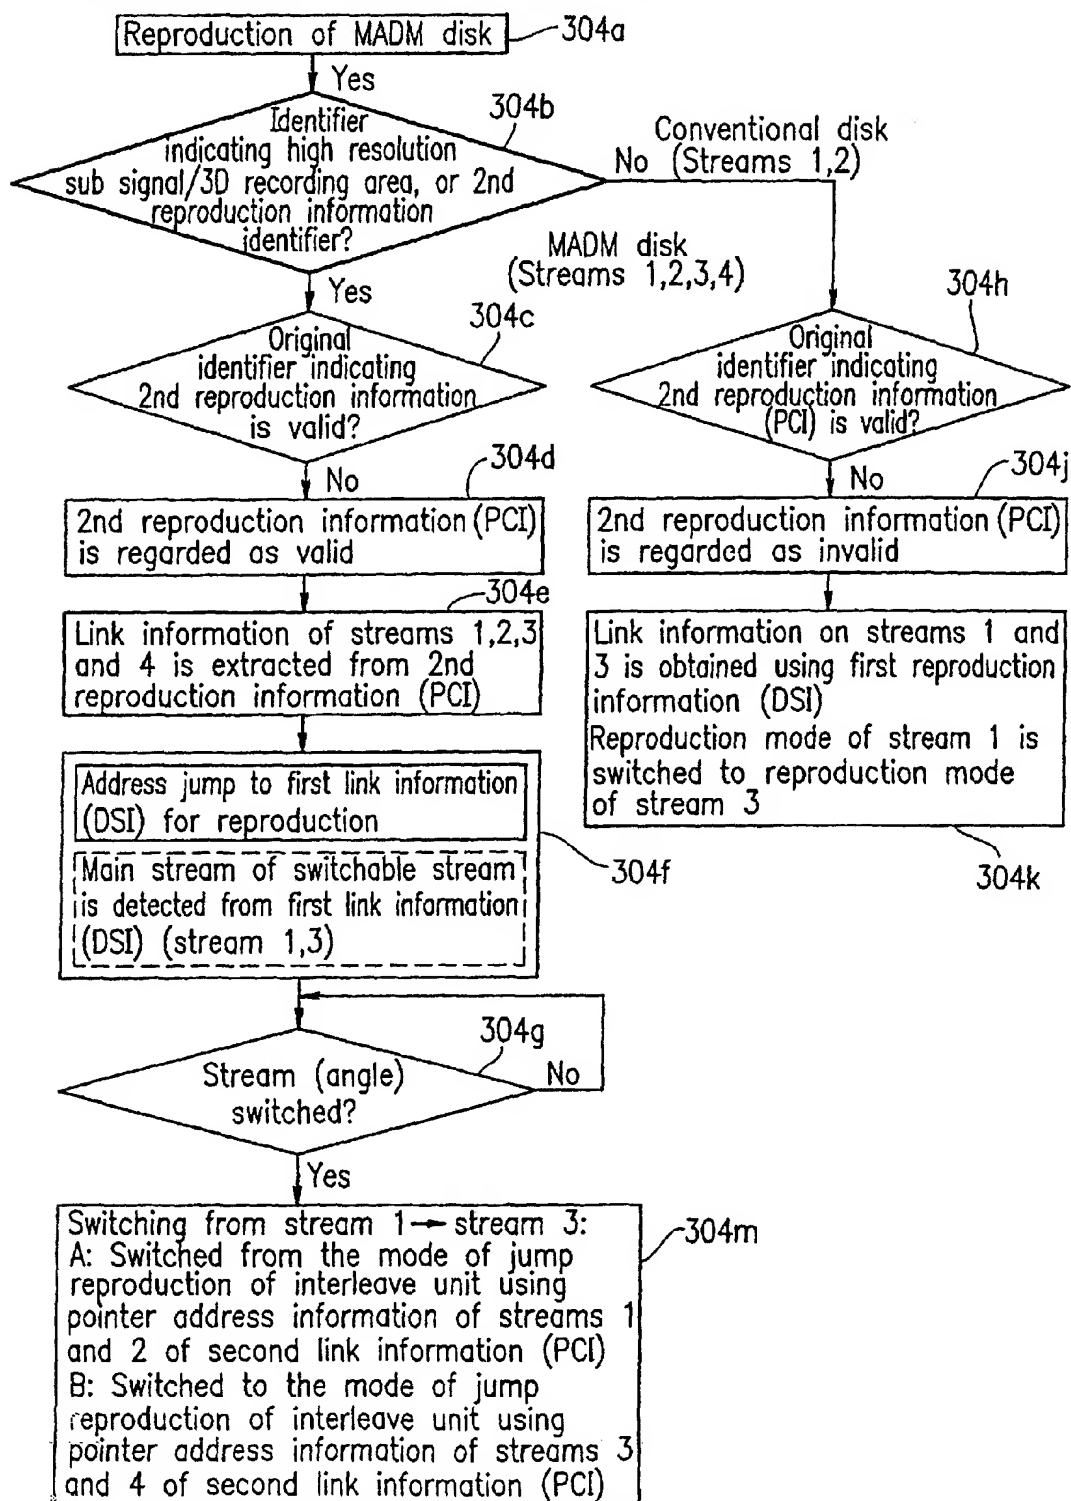 Reproduction of MADM disk
304a
Yes
304b
Identifier
indicating high resolution
sub signal/3D recording area, or 2nd
reproduction information
identifier?
Conventional disk
No (Streams 1,2)
MADM disk
(Streams 1,2,3,4)
Yes
304c
Original
identifier indicating
2nd reproduction information
is valid?
304h
Original
identifier indicating
2nd reproduction information
(PCI) is valid?
No
304d
2nd reproduction information (PCI)
is regarded as valid
No
304j
2nd reproduction information (PCI)
is regarded as invalid
304e
Link information of streams 1,2,3
and 4 is extracted from 2nd
reproduction information (PCI)
Link information on streams 1 and
3 is obtained using first reproduction
information (DSI)
Reproduction mode of stream 1 is
switched to reproduction mode
of stream 3
304k
Address jump to first link information
(DSI) for reproduction
Main stream of switchable stream
is detected from first link information
(DSI) (stream 1,3)
304f
304g
Stream (angle)
switched?
No
Yes
Switching from stream 1→ stream 3:
A: Switched from the mode of jump
reproduction of interleave unit using
pointer address information of streams 1
and 2 of second link information (PCI)
B: Switched to the mode of jump
reproduction of interleave unit using
pointer address information of streams 3
and 4 of second link information (PCI)
304m